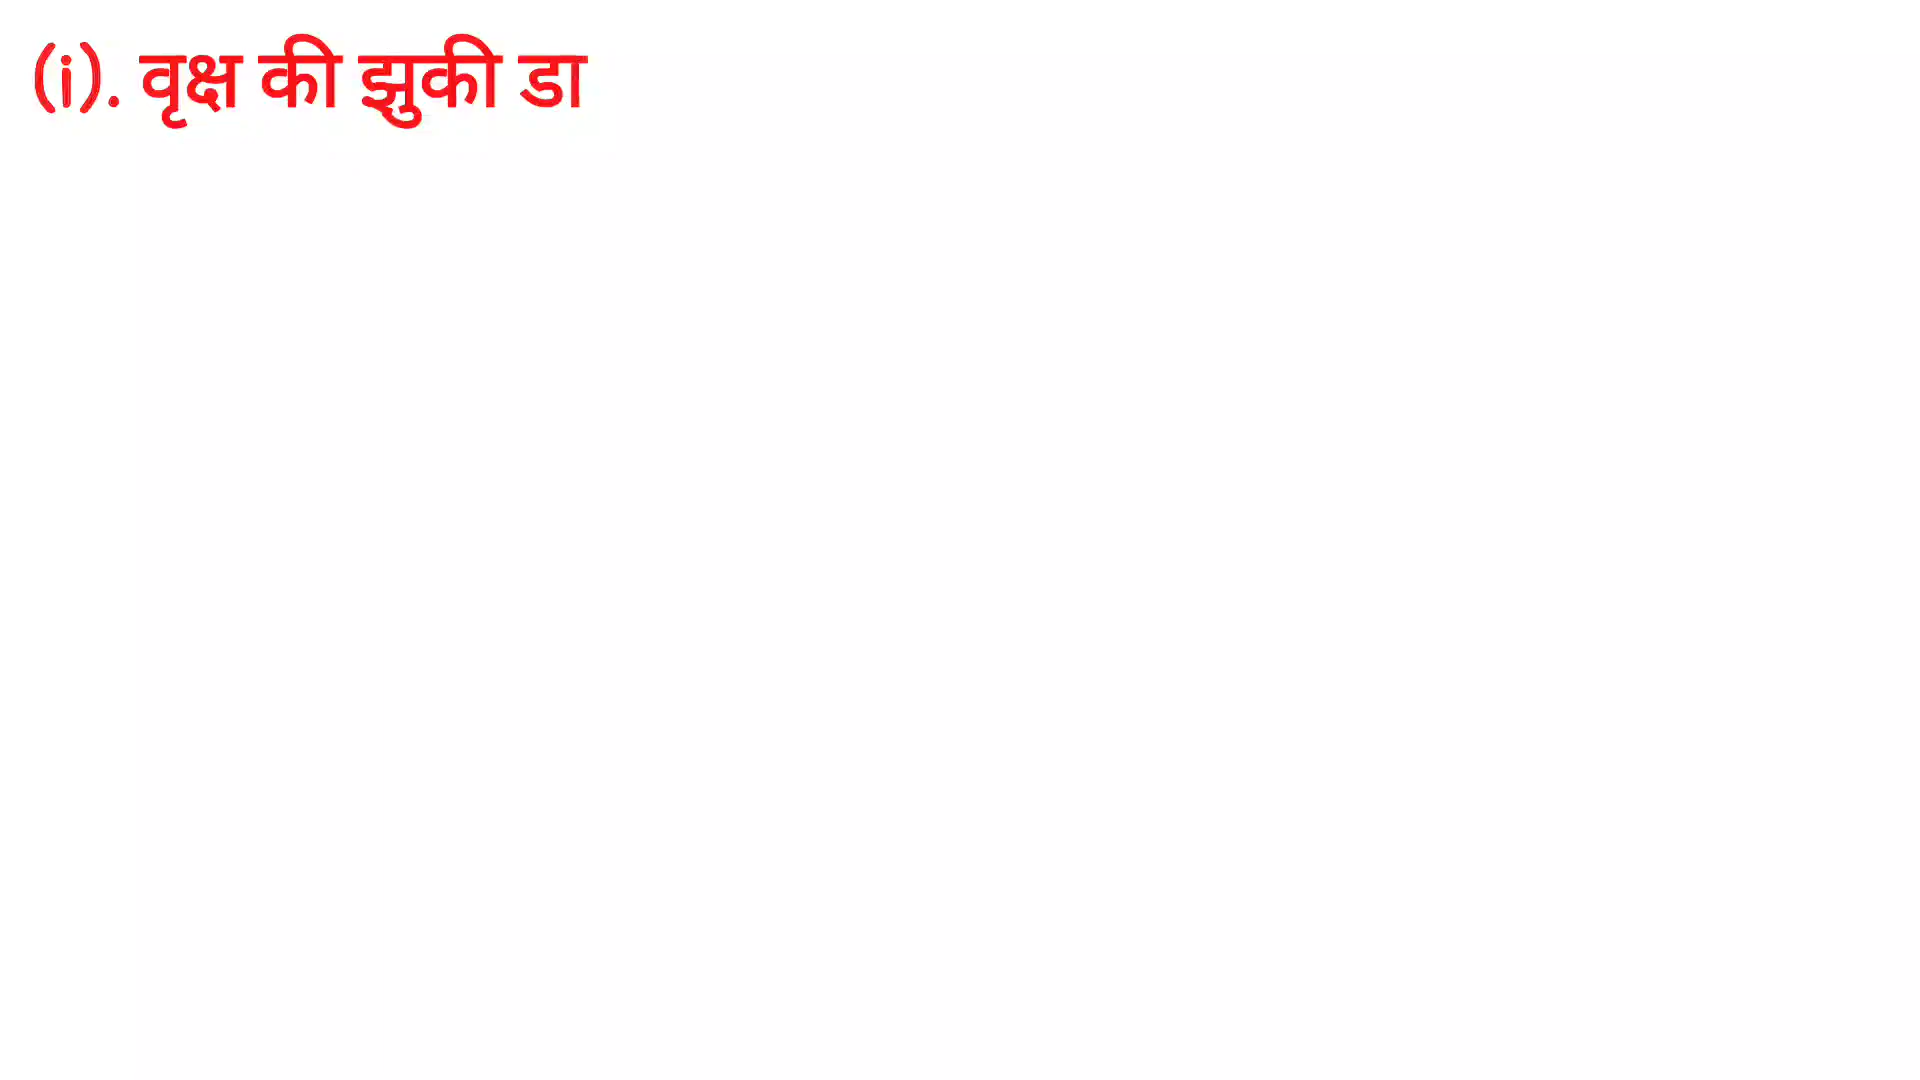 (i). वृक्ष की झुकी डा